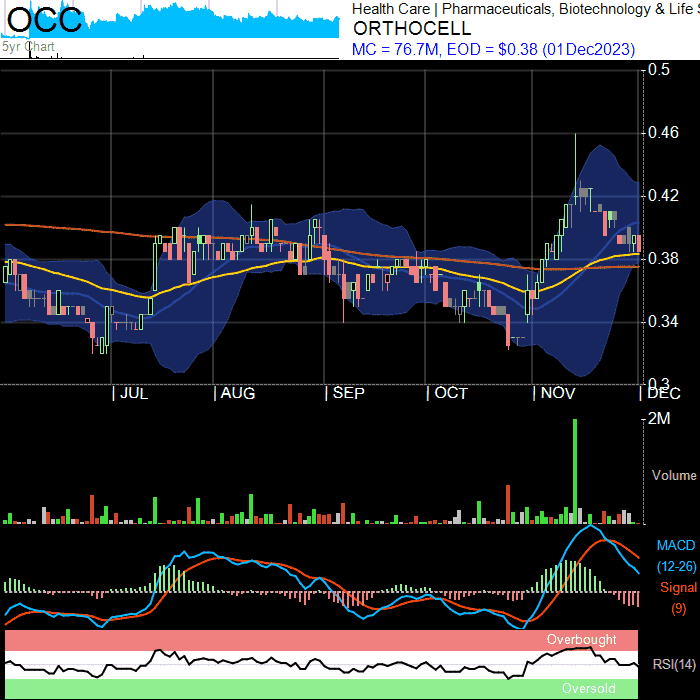 OCC
5yr Chart
Health Care | Pharmaceuticals, Biotechnology & Life S
ORTHOCELL
MC = 76.7M, EOD = $0.38 (01Dec2023)
0.5
0.46
0.42
0.38
0.34
0.3
JUL AUG SEP OCT NOV DEC
2M
Volume
MACD
(12-26)
Signal
(9)
Overbought
RSI(14)
Oversold